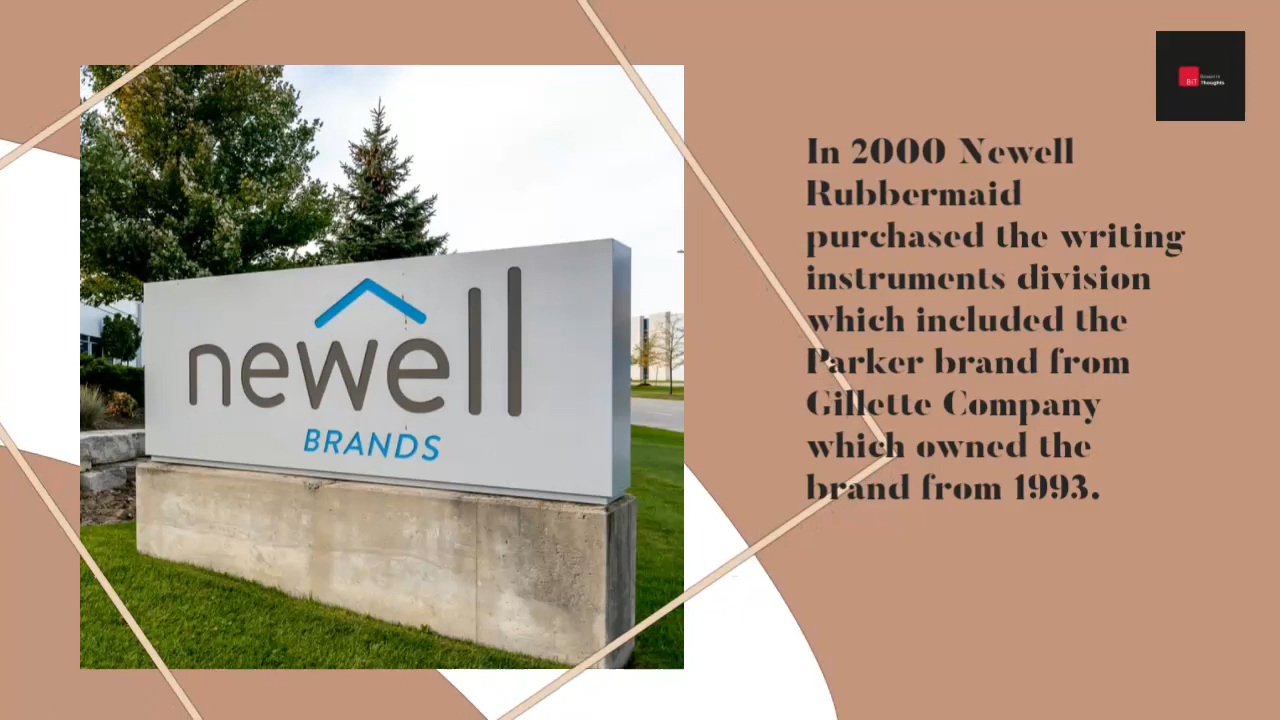 newell
BRANDS
In 2000 Newell
Rubbermaid
purchased the writing
instruments division
which included the
Parker brand from
Gillette Company
which owned the
brand from 1993.
Thoughts